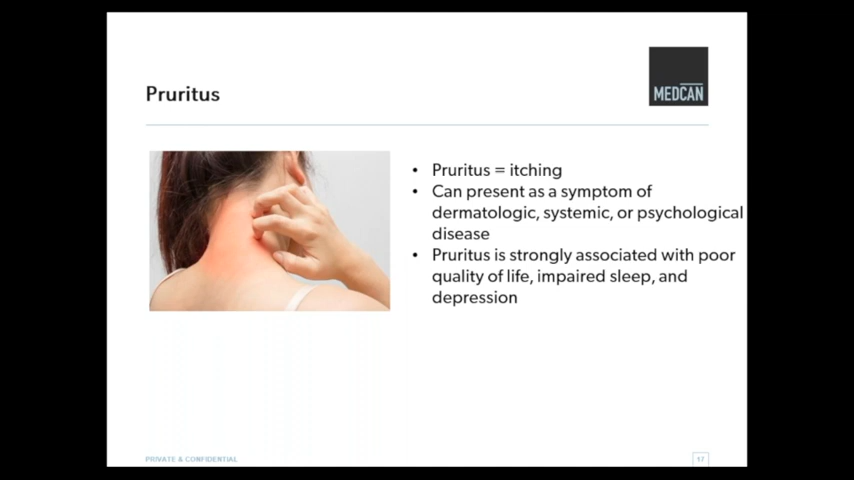 MEDCAN
Pruritus
• Pruritus = itching
• Can present as a symptom of
dermatologic, systemic, or psychological
disease
• Pruritus is strongly associated with poor
quality of life, impaired sleep, and
depression
PRIVATE & CONFIDENTIAL
17